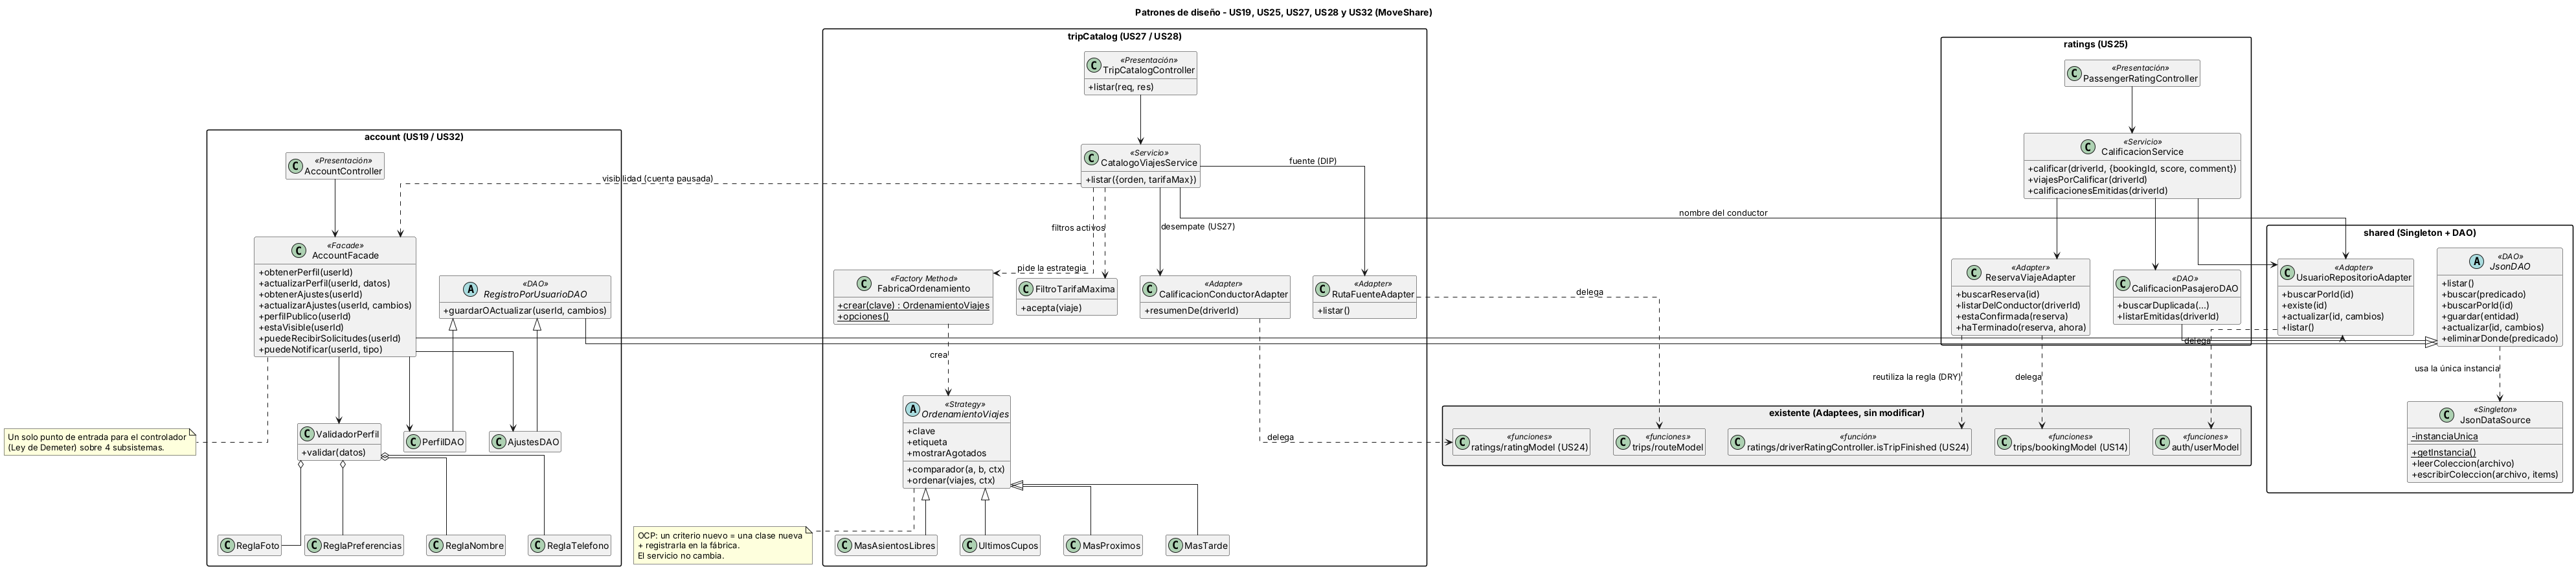 Patrones de diseño - US19, US25, US27, US28 y US32 (MoveShare)
account (US19 / US32)
«Presentación»
AccountController
«Facade»
AccountFacade
+obtenerPerfil(userId)
+actualizarPerfil(userId, datos)
+obtenerAjustes(userId)
+actualizarAjustes(userId, cambios)
+perfilPublico(userId)
+estaVisible(userId)
+puedeRecibirSolicitudes(userId)
+puedeNotificar(userId, tipo)
«DAO»
RegistroPorUsuarioDAO
+guardarOActualizar(userId, cambios)
ValidadorPerfil
+validar(datos)
PerfilDAO
AjustesDAO
ReglaFoto
ReglaPreferencias
ReglaNombre
ReglaTelefono
Un solo punto de entrada para el controlador
(Ley de Demeter) sobre 4 subsistemas.
visibilidad (cuenta pausada)
tripCatalog (US27 / US28)
«Presentación»
TripCatalogController
+listar(req, res)
«Servicio»
CatalogoViajesService
+listar({orden, tarifaMax})
fuente (DIP)
filtros activos
desempate (US27)
nombre del conductor
pide la estrategia
«Factory Method»
FabricaOrdenamiento
+crear(clave) : OrdenamientoViajes
+opciones()
FiltroTarifaMaxima
+acepta(viaje)
«Adapter»
CalificacionConductorAdapter
+resumenDe(driverId)
«Adapter»
RutaFuenteAdapter
+listar()
crea
«Strategy»
OrdenamientoViajes
+clave
+etiqueta
+mostrarAgotados
+comparador(a, b, ctx)
+ordenar(viajes, ctx)
MasAsientosLibres
UltimosCupos
MasProximos
MasTarde
OCP: un criterio nuevo = una clase nueva
+ registrarla en la fábrica.
El servicio no cambia.
ratings (US25)
«Presentación»
PassengerRatingController
«Servicio»
CalificacionService
+calificar(driverId, {bookingId, score, comment})
+viajesPorCalificar(driverId)
+calificacionesEmitidas(driverId)
«Adapter»
ReservaViajeAdapter
+buscarReserva(id)
+listarDelConductor(driverId)
+estaConfirmada(reserva)
+haTerminado(reserva, ahora)
«DAO»
CalificacionPasajeroDAO
+buscarDuplicada(...)
+listarEmitidas(driverId)
shared (Singleton + DAO)
«Adapter»
UsuarioRepositorioAdapter
+buscarPorId(id)
+existe(id)
+actualizar(id, cambios)
+listar()
«DAO»
JsonDAO
+listar()
+buscar(predicado)
+buscarPorId(id)
+guardar(entidad)
+actualizar(id, cambios)
+eliminarDonde(predicado)
usa la única instancia
«Singleton»
JsonDataSource
-instanciaUnica
+getInstancia()
+leerColeccion(archivo)
+escribirColeccion(archivo, items)
delega
delega
reutiliza la regla (DRY)
delega
delega
existente (Adaptees, sin modificar)
«funciones»
ratings/ratingModel (US24)
«funciones»
trips/routeModel
«función»
ratings/driverRatingController.isTripFinished (US24)
«funciones»
trips/bookingModel (US14)
«funciones»
auth/userModel